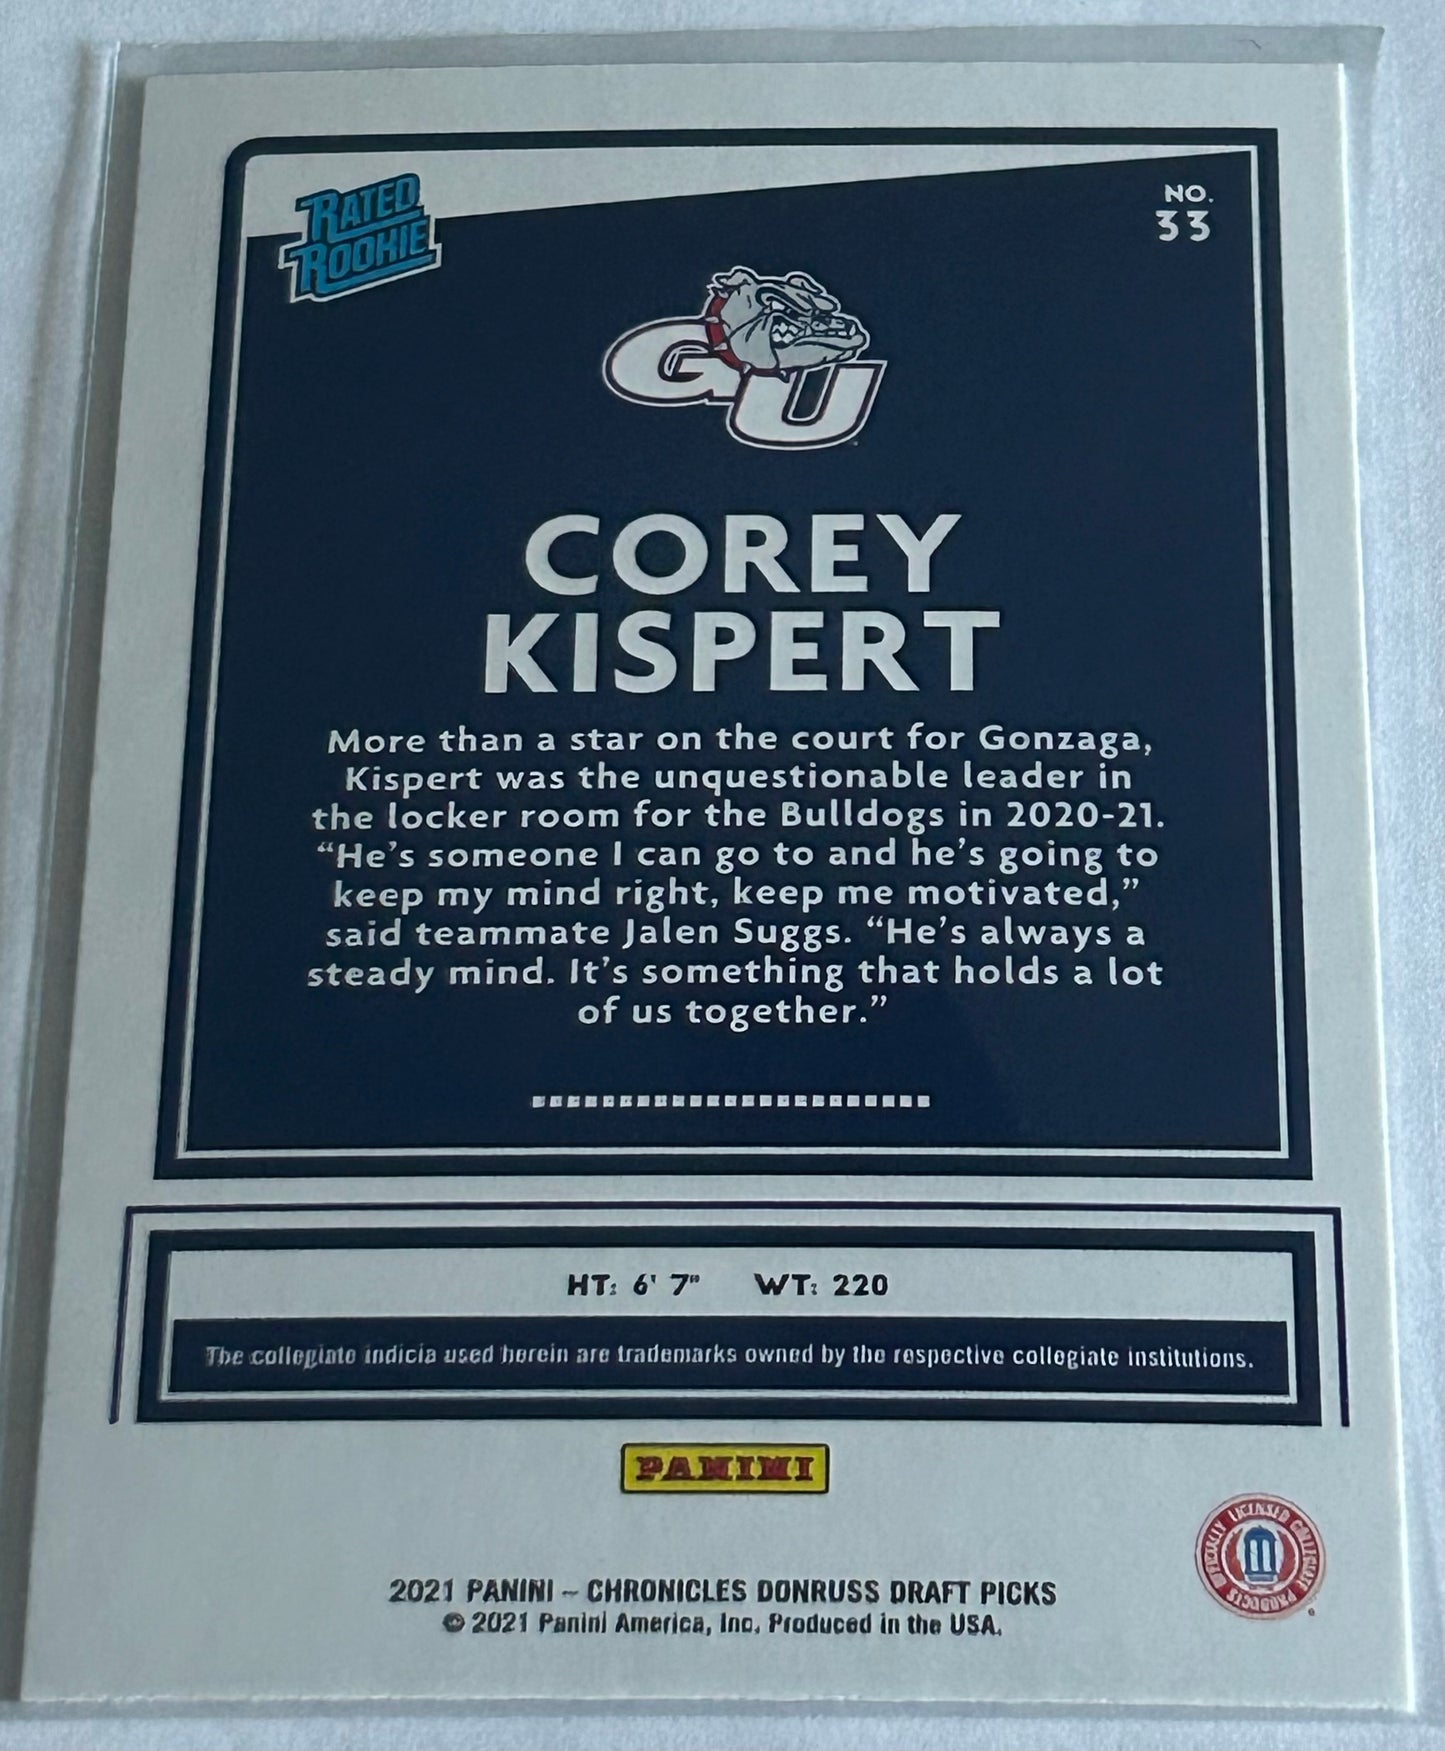 RATED
ROOKIE
NO.
33
GU
COREY
KISPERT
More than a star on the court for Gonzaga,
Kispert was the unquestionable leader in
the locker room for the Bulldogs in 2020-21.
“He’s someone I can go to and he’s going to
keep my mind right, keep me motivated,”
said teammate Jalen Suggs. “He’s always a
steady mind. It’s something that holds a lot
of us together.”
HT: 6' 7" WT: 220
The collegiate indicia used herein are trademarks owned by the respective collegiate institutions.
PANINI
OFFICIALLY LICENSED COLLEGIATE PRODUCTS
2021 PANINI – CHRONICLES DONRUSS DRAFT PICKS
© 2021 Panini America, Inc. Produced in the USA.